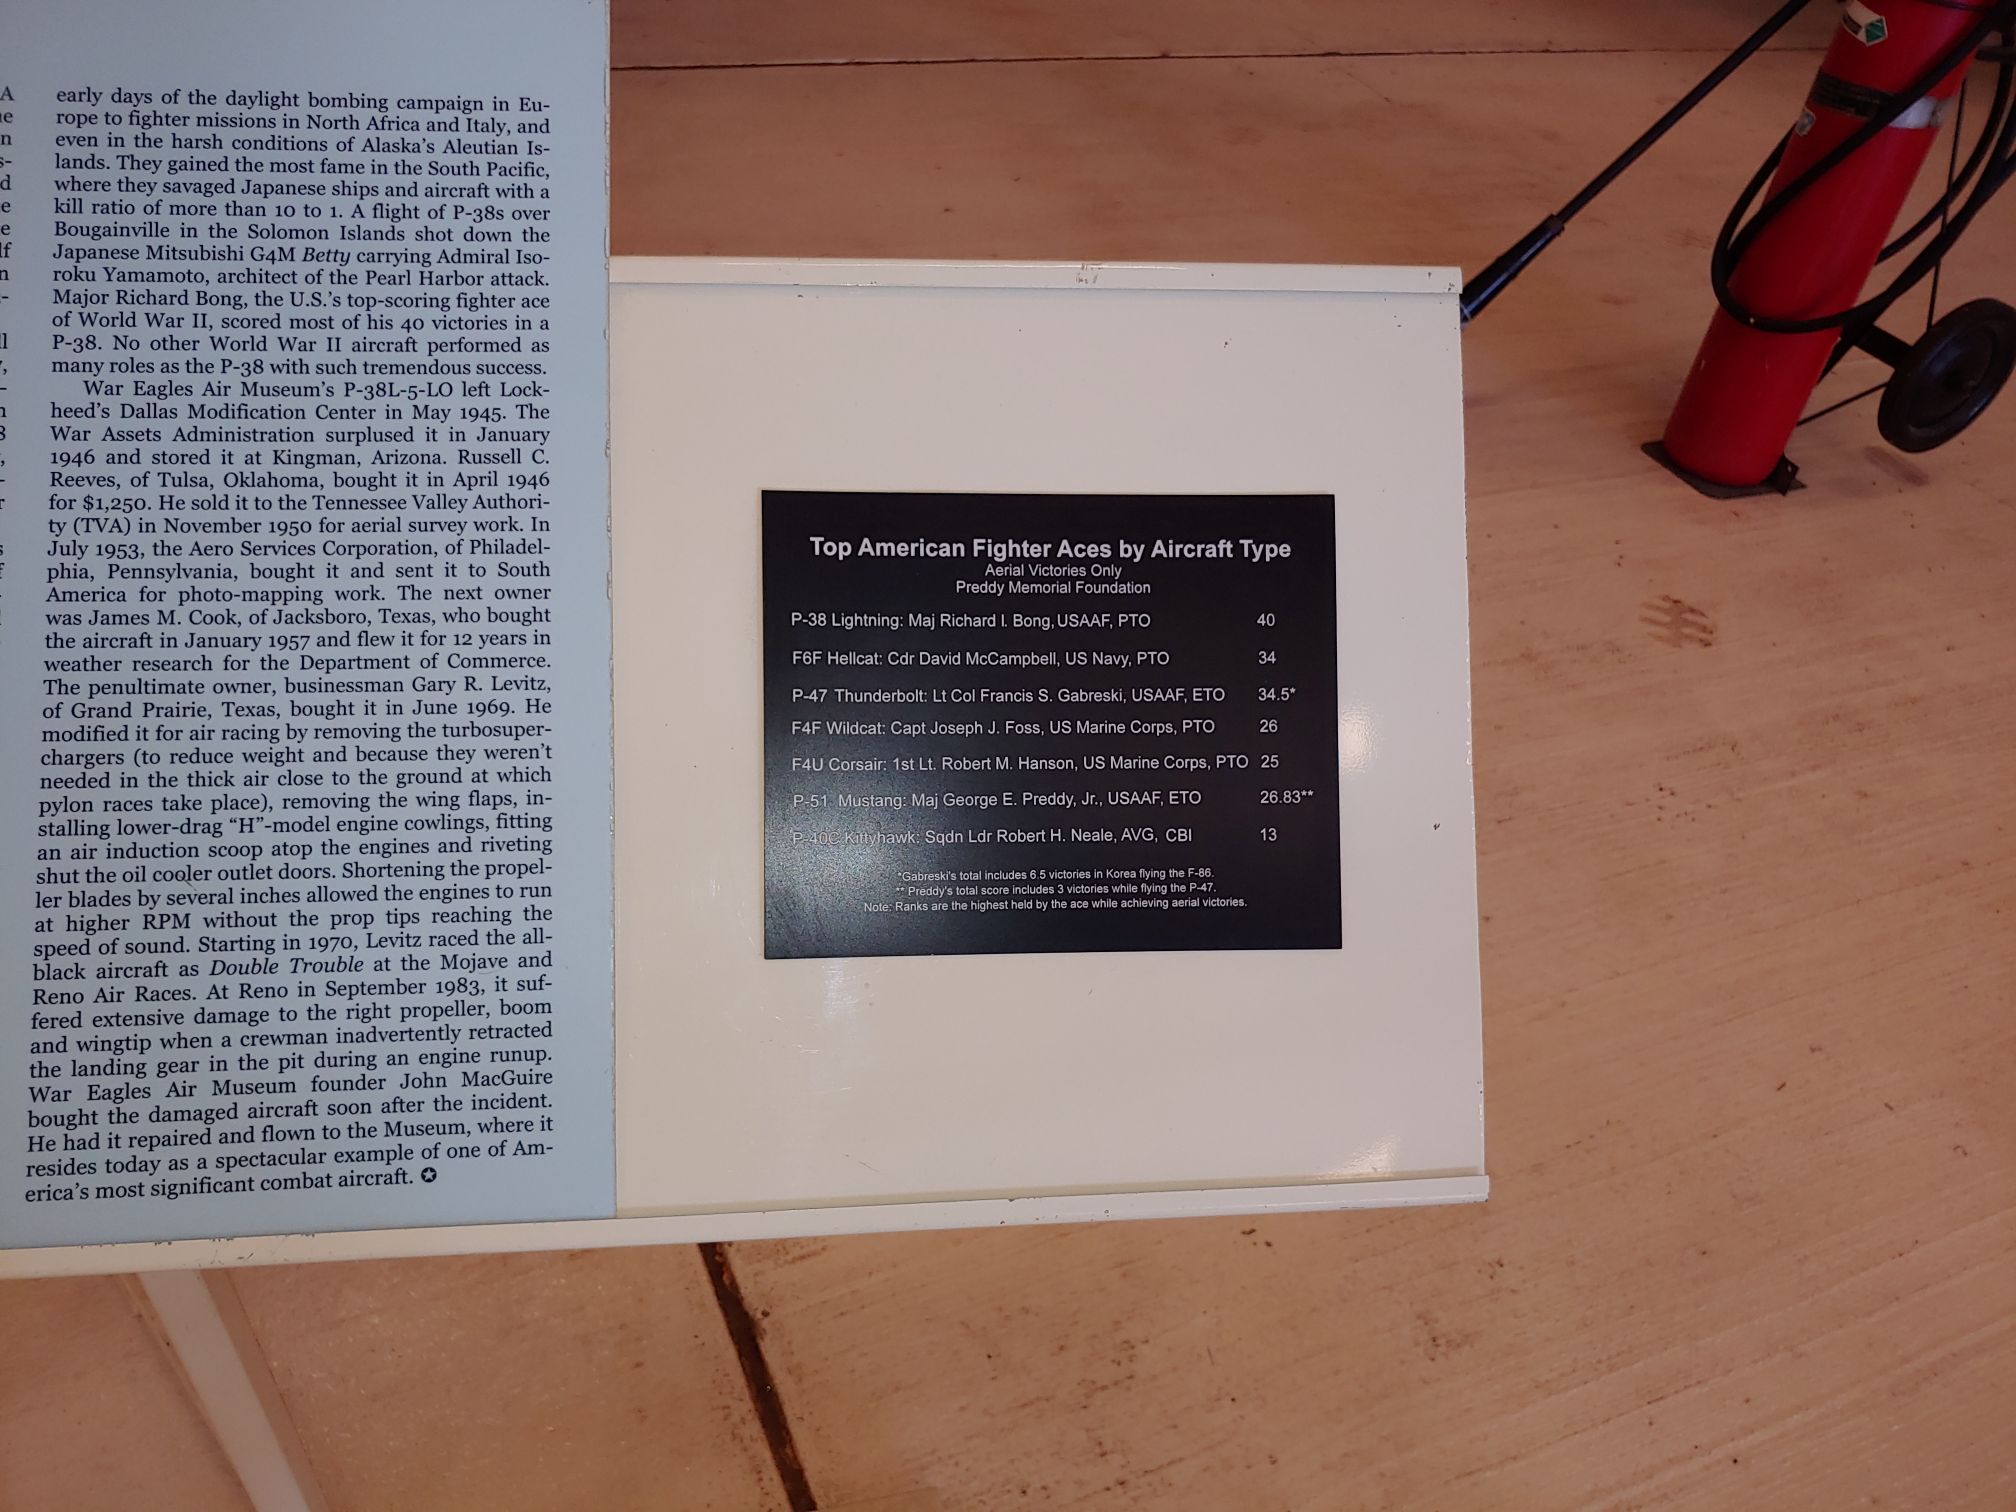 early days of the daylight bombing campaign in Eu-
rope to fighter missions in North Africa and Italy, and
even in the harsh conditions of Alaska's Aleutian Is-
lands. They gained the most fame in the South Pacific,
where they savaged Japanese ships and aircraft with a
kill ratio of more than 10 to 1. A flight of P-38s over
Bougainville in the Solomon Islands shot down the
Japanese Mitsubishi G4M Betty carrying Admiral Iso-
roku Yamamoto, architect of the Pearl Harbor attack.
Major Richard Bong, the U.S.'s top-scoring fighter ace
of World War II, scored most of his 40 victories in a
P-38. No other World War II aircraft performed as
many roles as the P-38 with such tremendous success.
War Eagles Air Museum's P-38L-5-LO left Lock-
heed's Dallas Modification Center in May 1945. The
War Assets Administration surplused it in January
1946 and stored it at Kingman, Arizona. Russell C.
Reeves, of Tulsa, Oklahoma, bought it in April 1946
for $1,250. He sold it to the Tennessee Valley Authori-
ty (TVA) in November 1950 for aerial survey work. In
July 1953, the Aero Services Corporation, of Philadel-
phia, Pennsylvania, bought it and sent it to South
America for photo-mapping work. The next owner
was James M. Cook, of Jacksboro, Texas, who bought
the aircraft in January 1957 and flew it for 12 years in
weather research for the Department of Commerce.
The penultimate owner, businessman Gary R. Levitz,
of Grand Prairie, Texas, bought it in June 1969. He
modified it for air racing by removing the turbosuper-
chargers (to reduce weight and because they weren't
needed in the thick air close to the ground at which
pylon races take place), removing the wing flaps, in-
stalling lower-drag "H"-model engine cowlings, fitting
an air induction scoop atop the engines and riveting
shut the oil cooler outlet doors. Shortening the propel-
ler blades by several inches allowed the engines to run
at higher RPM without the prop tips reaching the
speed of sound. Starting in 1970, Levitz raced the all-
black aircraft as Double Trouble at the Mojave and
Reno Air Races. At Reno in September 1983, it suf-
fered extensive damage to the right propeller, boom
and wingtip when a crewman inadvertently retracted
the landing gear in the pit during an engine runup.
War Eagles Air Museum founder John MacGuire
bought the damaged aircraft soon after the incident.
He had it repaired and flown to the Museum, where it
resides today as a spectacular example of one of Am-
erica's most significant combat aircraft.
Top American Fighter Aces by Aircraft Type
Aerial Victories Only
Preddy Memorial Foundation
P-38 Lightning: Maj Richard I. Bong, USAAF, PTO 40
F6F Hellcat: Cdr David McCampbell, US Navy, PTO 34
P-47 Thunderbolt: Lt Col Francis S. Gabreski, USAAF, ETO 34.5*
F4F Wildcat: Capt Joseph J. Foss, US Marine Corps, PTO 26
F4U Corsair: 1st Lt. Robert M. Hanson, US Marine Corps, PTO 25
P-51 Mustang: Maj George E. Preddy, Jr., USAAF, ETO 26.83**
P-40C Kittyhawk: Sqdn Ldr Robert H. Neale, AVG, CBI 13
*Gabreski's total includes 6.5 victories in Korea flying the F-86.
** Preddy's total score includes 3 victories while flying the P-47.
Note: Ranks are the highest held by the ace while achieving aerial victories.